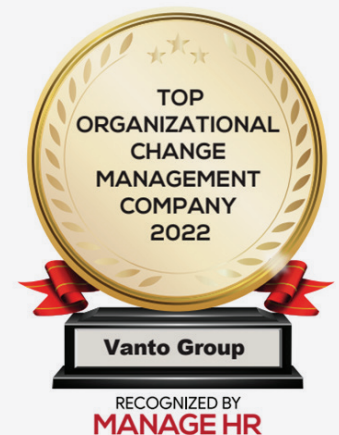 TOP
ORGANIZATIONAL
CHANGE
MANAGEMENT
COMPANY
2022
Vanto Group
RECOGNIZED BY
MANAGE HR